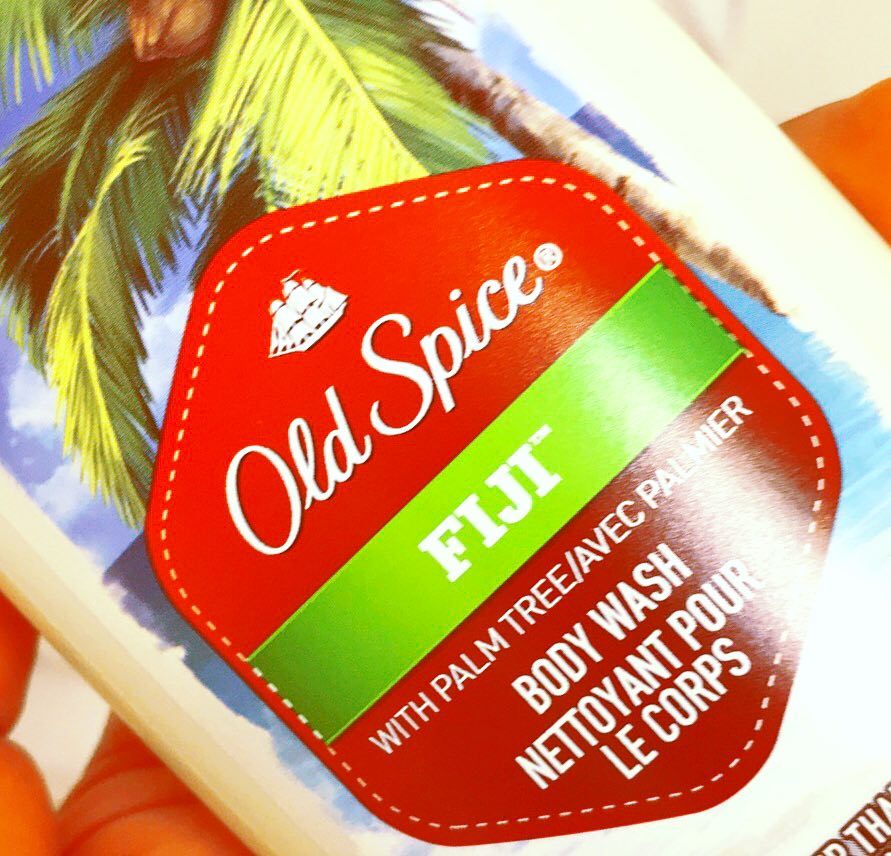 Old Spice®
FIJI™
WITH PALM TREE/AVEC PALMIER
BODY WASH
NETTOYANT POUR
LE CORPS